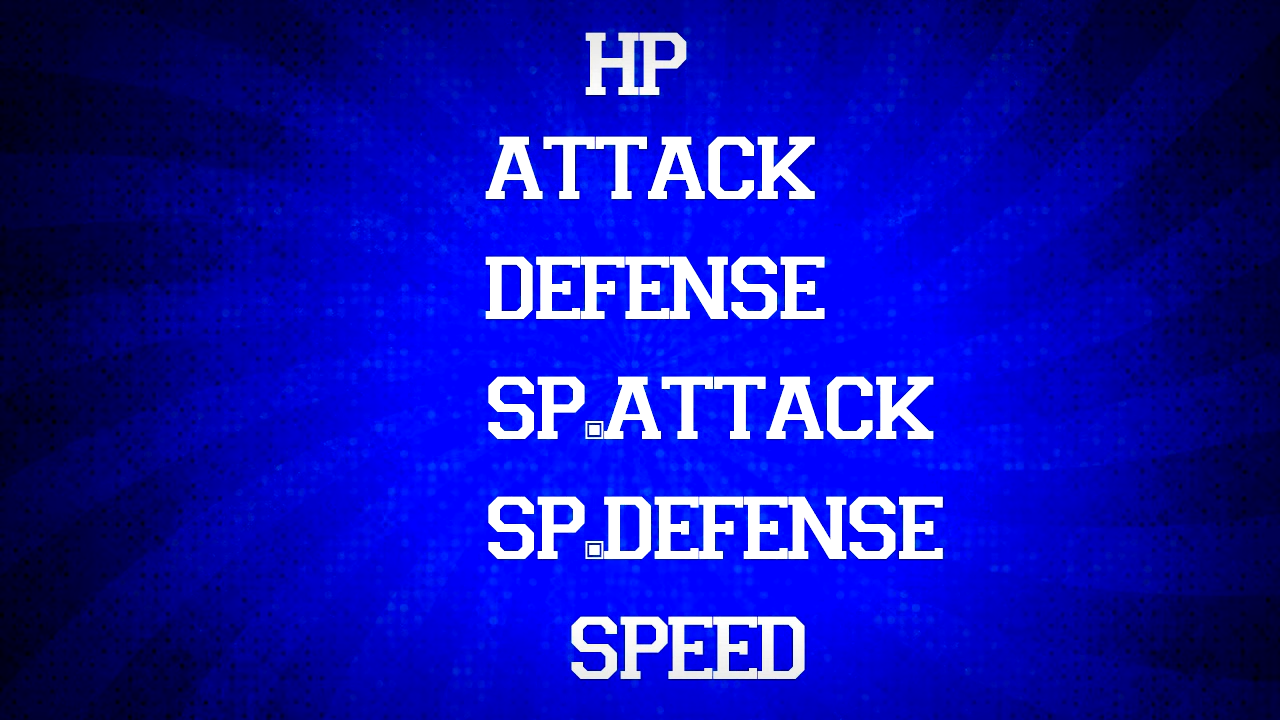 HP
ATTACK
DEFENSE
SP.ATTACK
SP.DEFENSE
SPEED